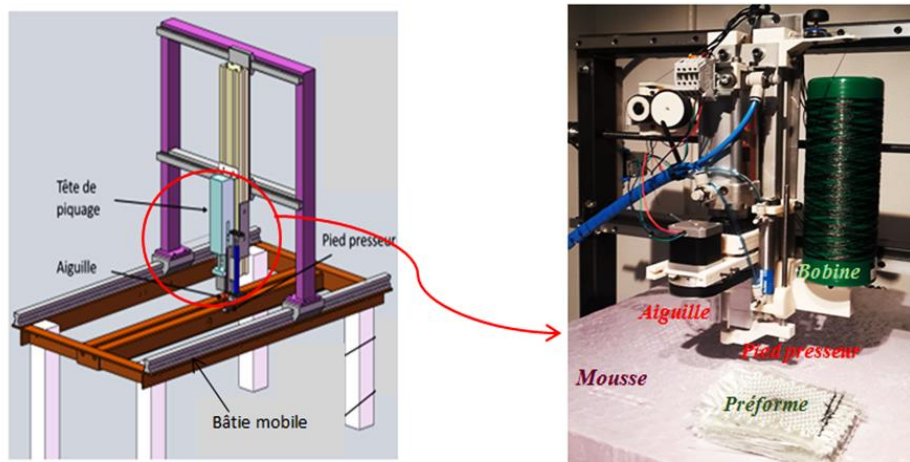 Tête de
piquage
Pied presseur
Aiguille
Bâtie mobile
Bobine
Aiguille
Pied presseur
Mousse
Préforme